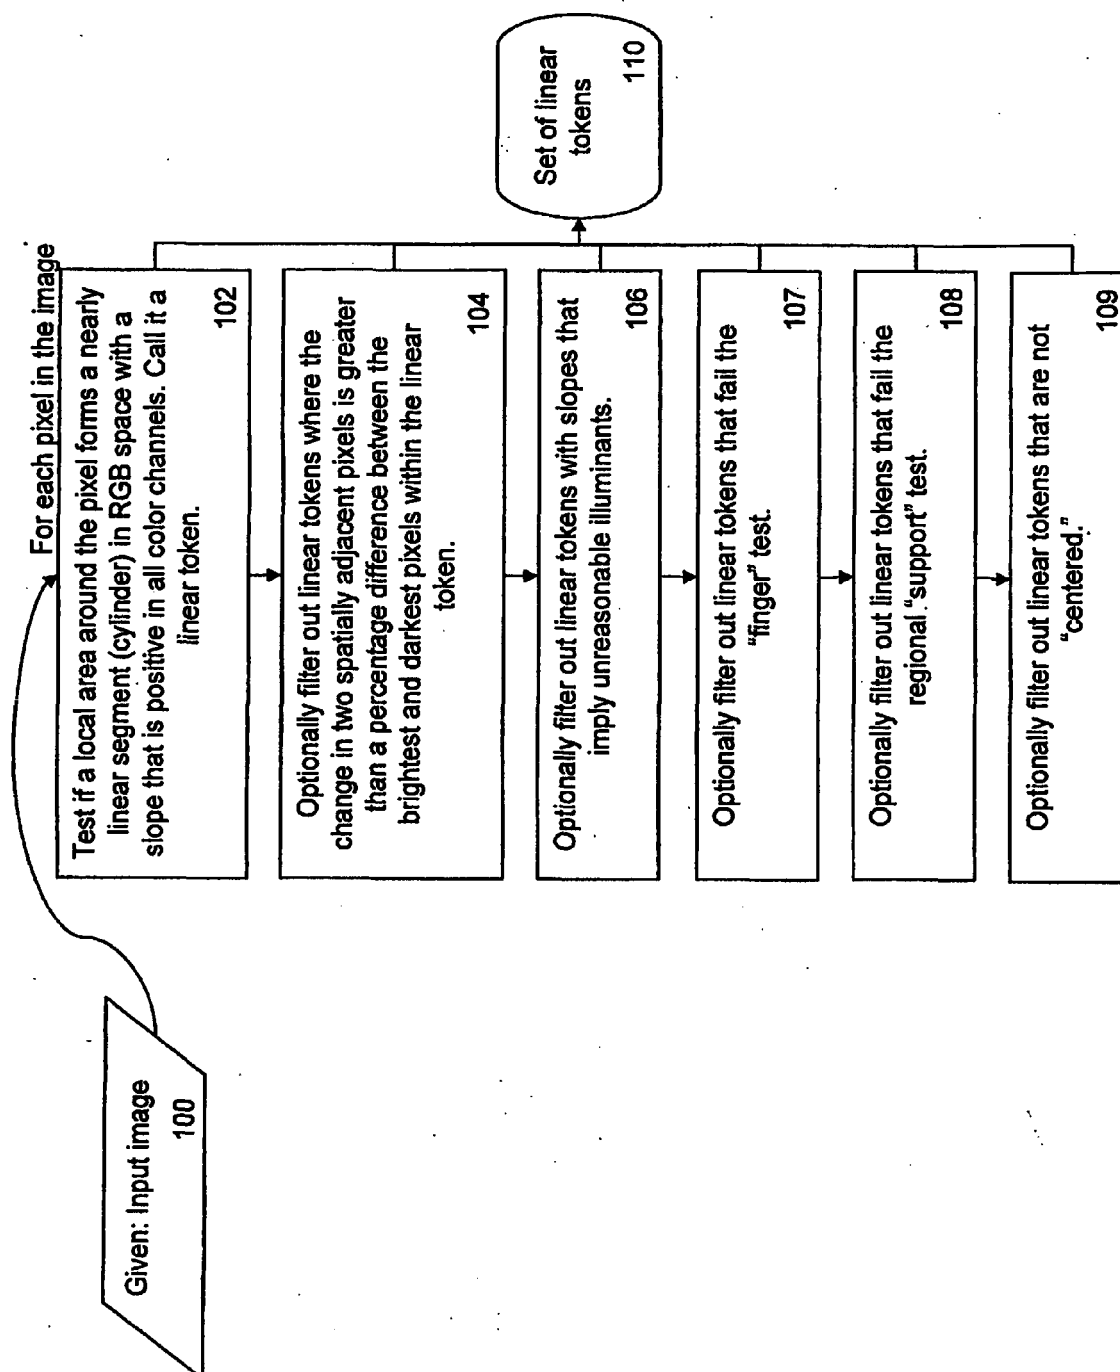 Given: Input image
100
For each pixel in the image
Test if a local area around the pixel forms a nearly
linear segment (cylinder) in RGB space with a
slope that is positive in all color channels. Call it a
linear token.
102
Optionally filter out linear tokens where the
change in two spatially adjacent pixels is greater
than a percentage difference between the
brightest and darkest pixels within the linear
token.
104
Optionally filter out linear tokens with slopes that
imply unreasonable illuminants.
106
Optionally filter out linear tokens that fail the
“finger” test.
107
Optionally filter out linear tokens that fail the
regional “support” test.
108
Optionally filter out linear tokens that are not
“centered.”
109
Set of linear
tokens
110